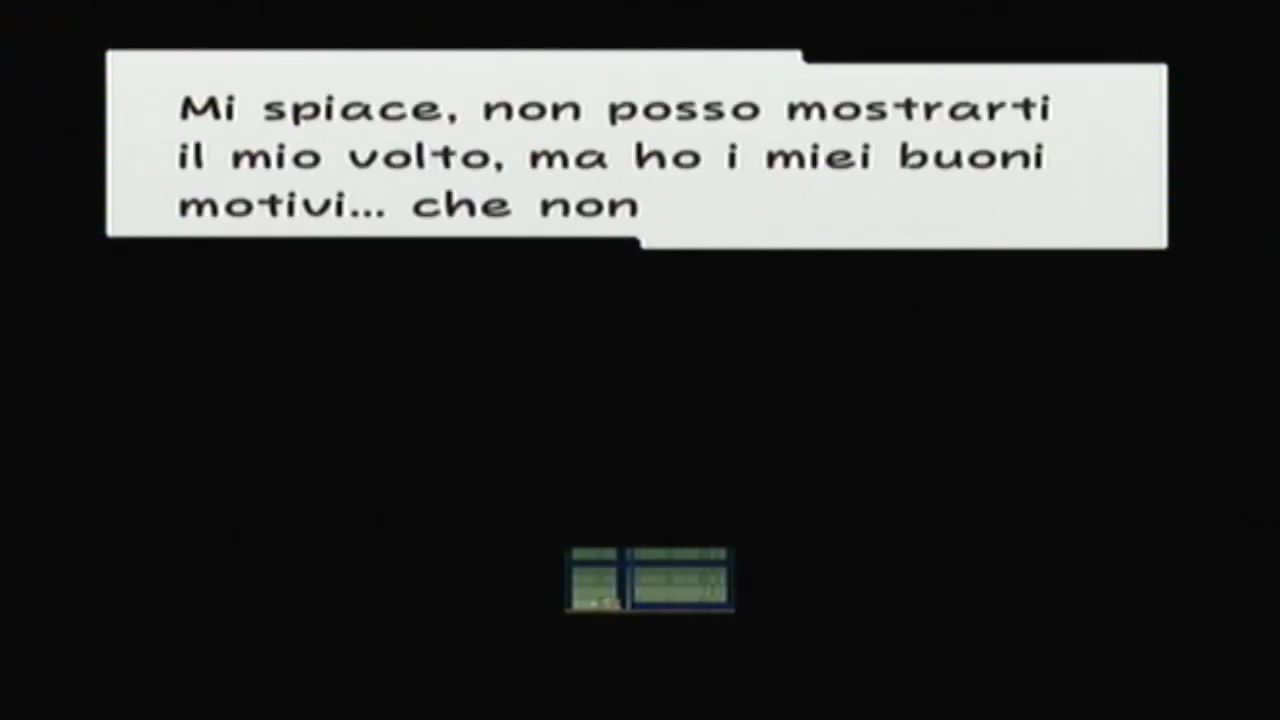 Mi spiace, non posso mostrarti
il mio volto, ma ho i miei buoni
motivi... che non